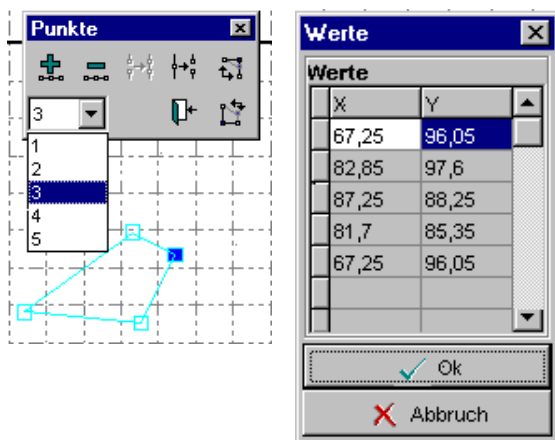 Punkte
3
1
2
3
4
5
Werte
Werte
X Y
67,25 96,05
82,85 97,6
87,25 88,25
81,7 85,35
67,25 96,05
Ok
Abbruch